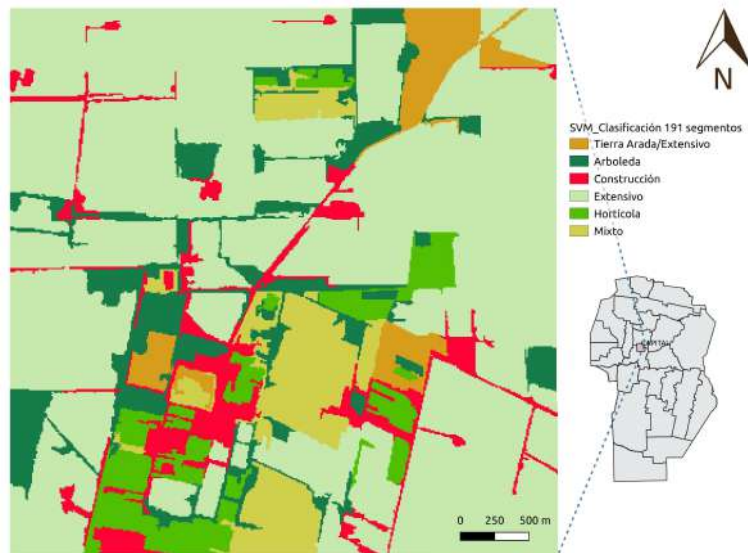 N
SVM_Clasificación 191 segmentos
Tierra Arada/Extensivo
Arboleda
Construcción
Extensivo
Hortícola
Mixto
CAPITAL
0 250 500 m